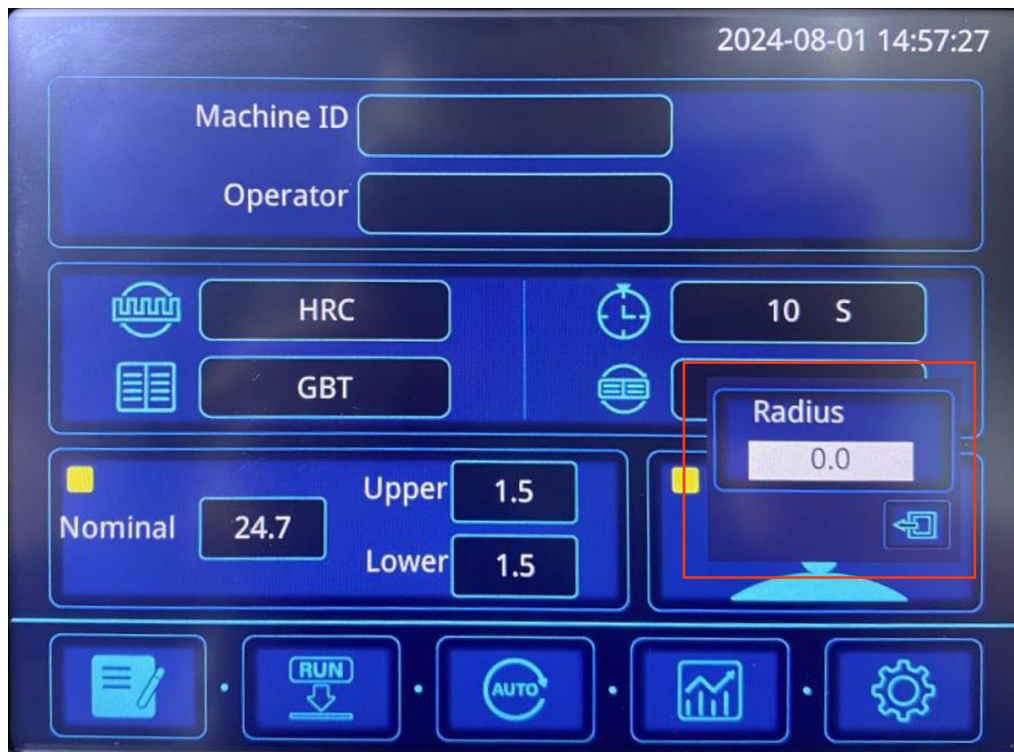 2024-08-01 14:57:27
Machine ID
Operator
HRC
10 S
GBT
Radius
0.0
Nominal
24.7
Upper
1.5
Lower
1.5
RUN
AUTO